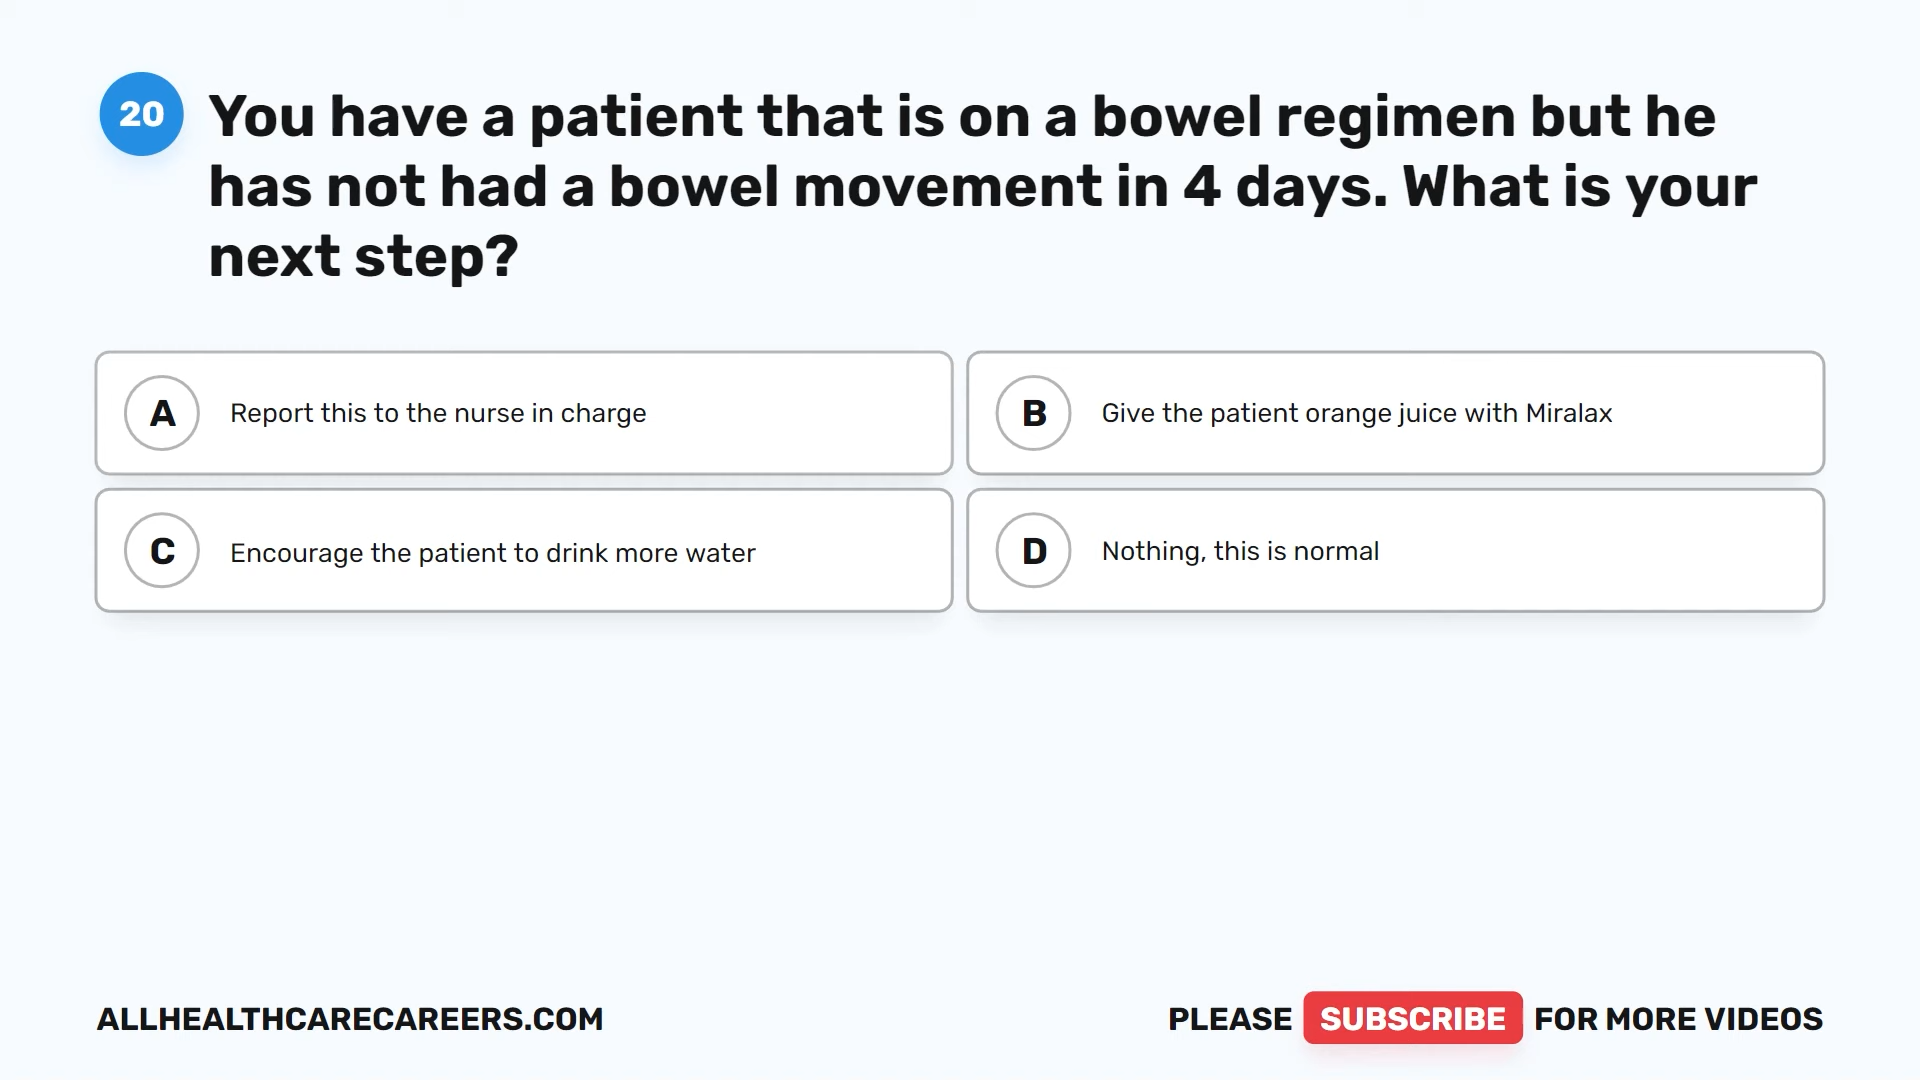 20
You have a patient that is on a bowel regimen but he
has not had a bowel movement in 4 days. What is your
next step?
A Report this to the nurse in charge
B Give the patient orange juice with Miralax
C Encourage the patient to drink more water
D Nothing, this is normal
ALLHEALTHCARECAREERS.COM
PLEASE SUBSCRIBE FOR MORE VIDEOS